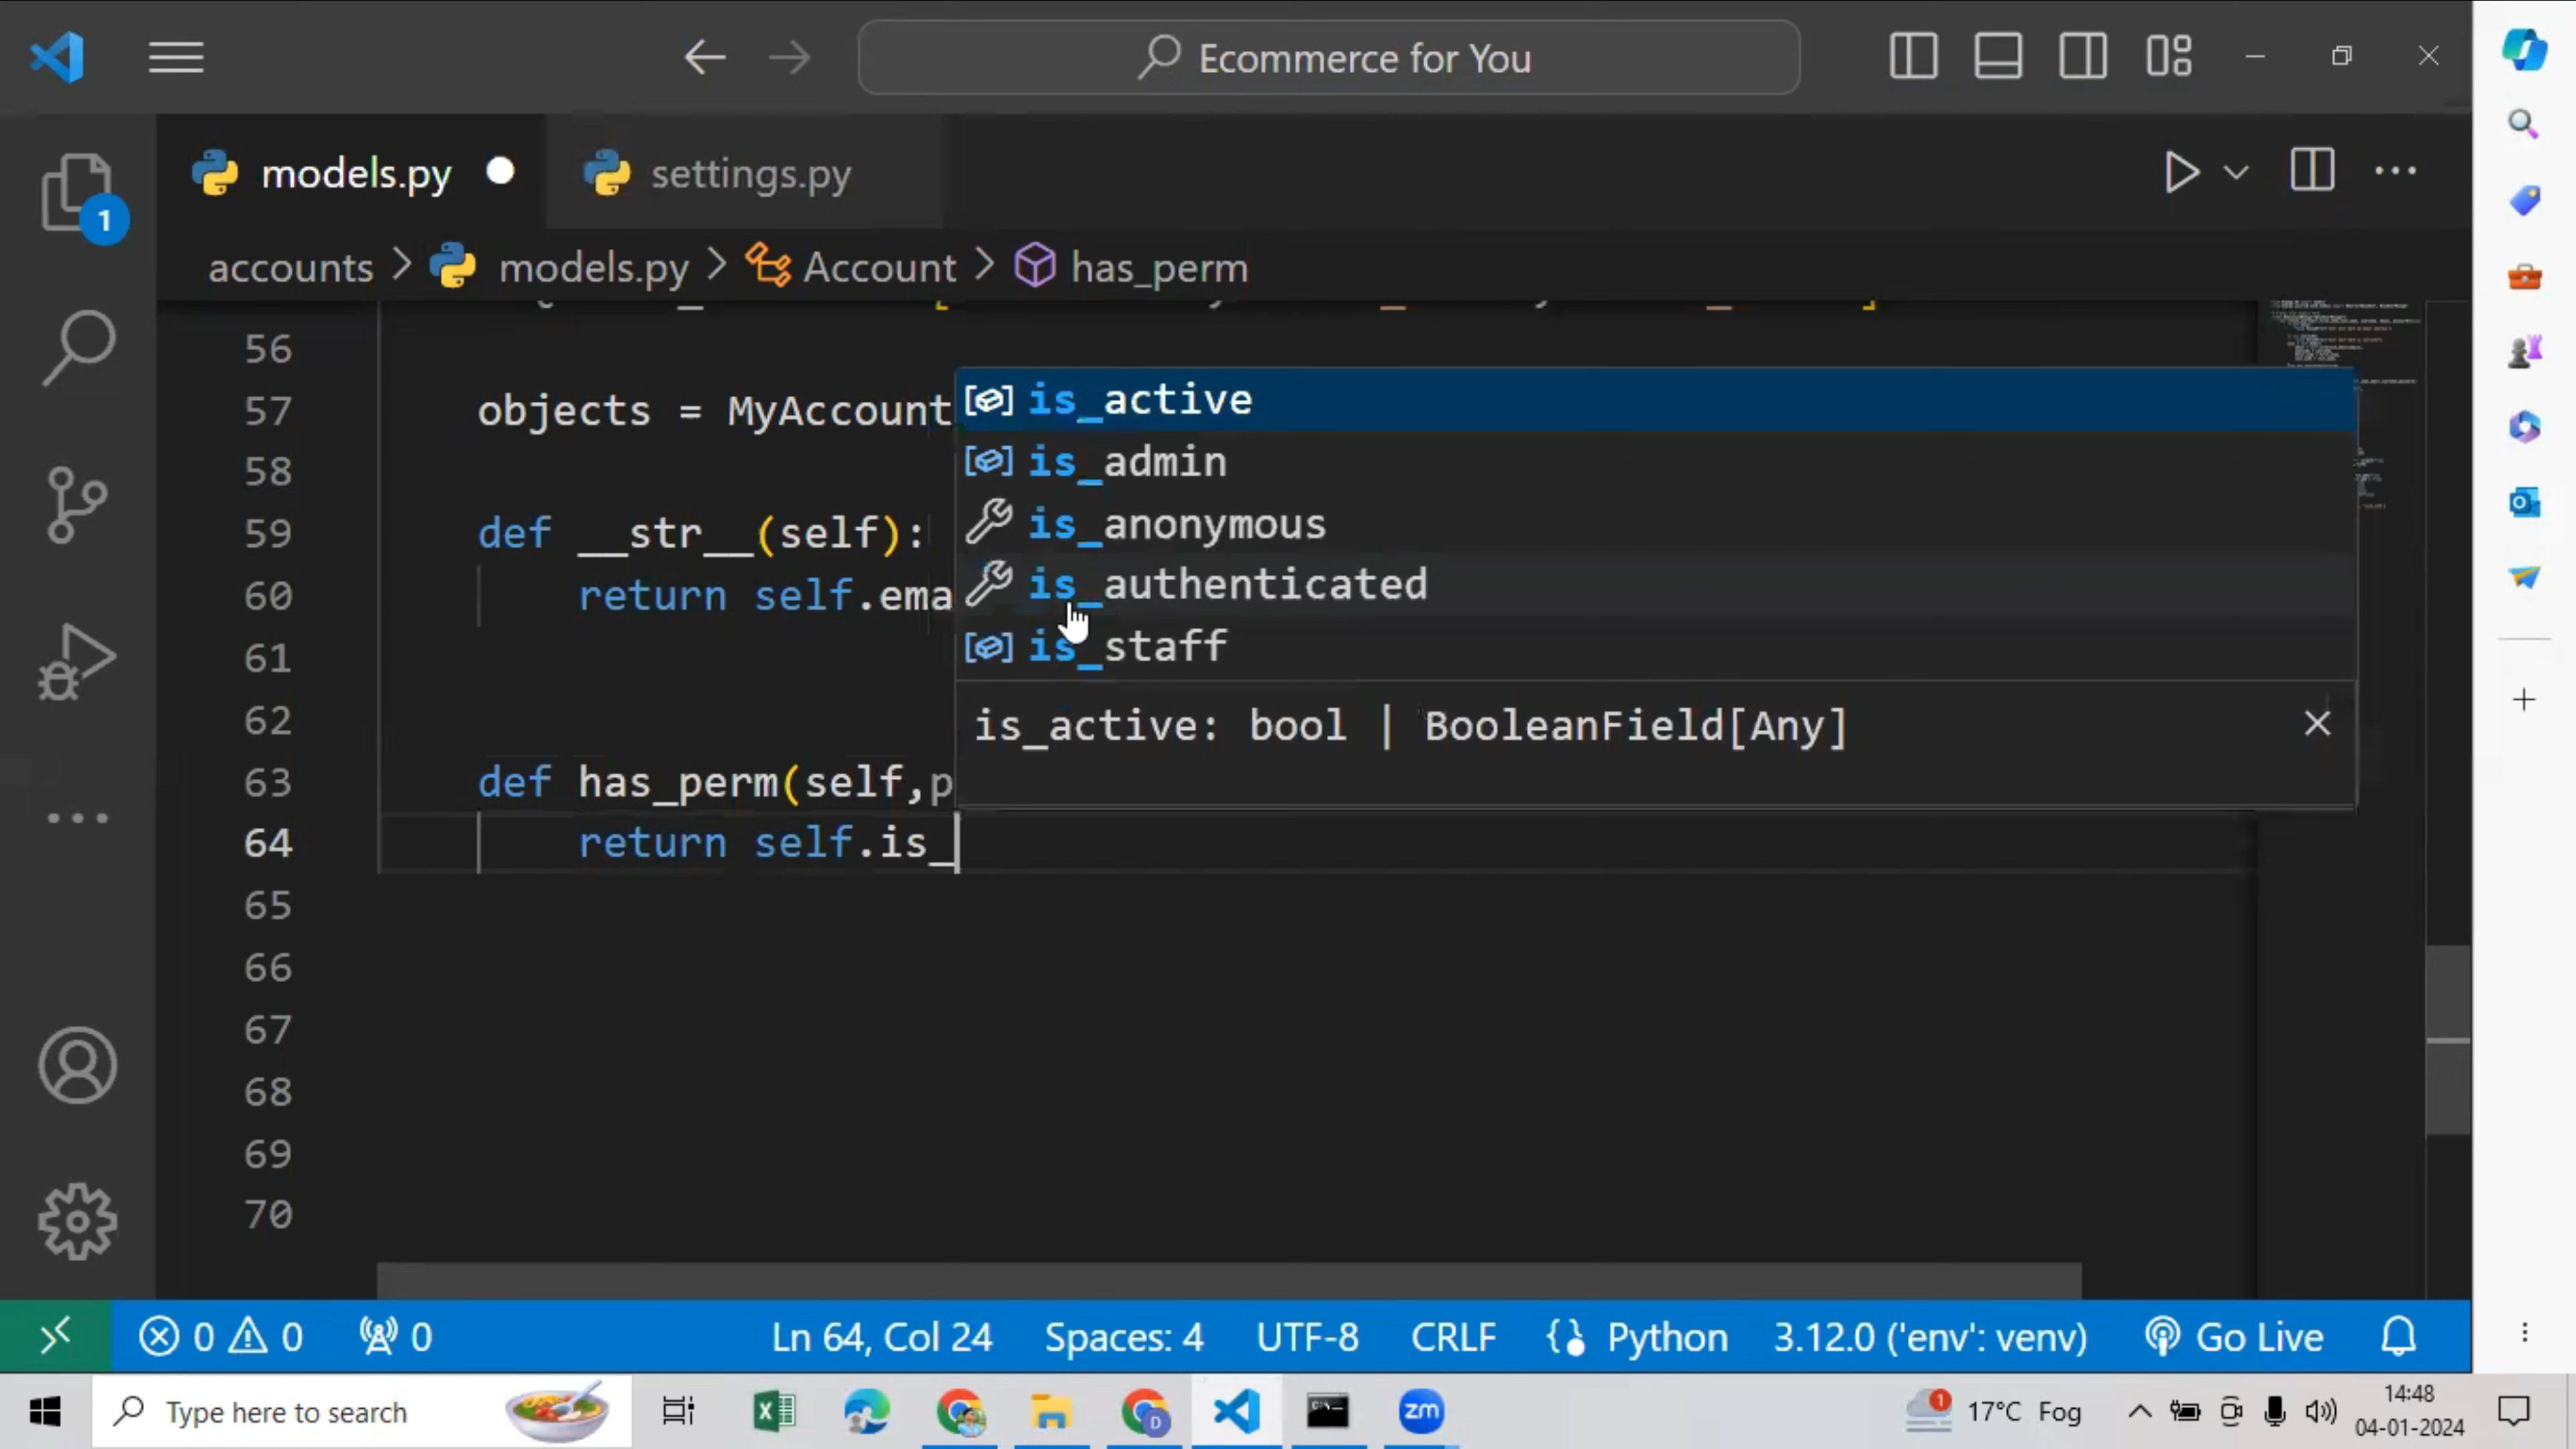 Ecommerce for You
models.py
settings.py
1
accounts > models.py > Account > has_perm
56
57 objects = MyAccount
58
59 def __str__(self):
60 return self.ema
61
62
63 def has_perm(self,p
64 return self.is_
65
66
67
68
69
70
is_active
is_admin
is_anonymous
is_authenticated
is_staff
is_active: bool | BooleanField[Any]
0 0 0 Ln 64, Col 24 Spaces: 4 UTF-8 CRLF Python 3.12.0 ('env': venv) Go Live
Type here to search
D
zm
1
17°C Fog
14:48
04-01-2024